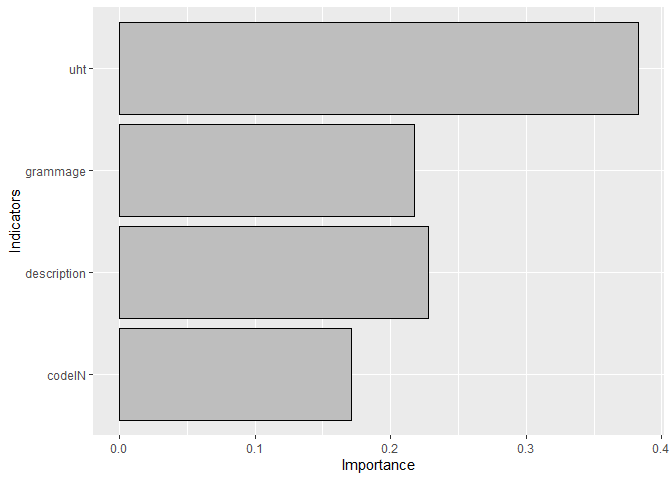 uht
grammage
description
codeIN
Indicators
0.0 0.1 0.2 0.3 0.4
Importance